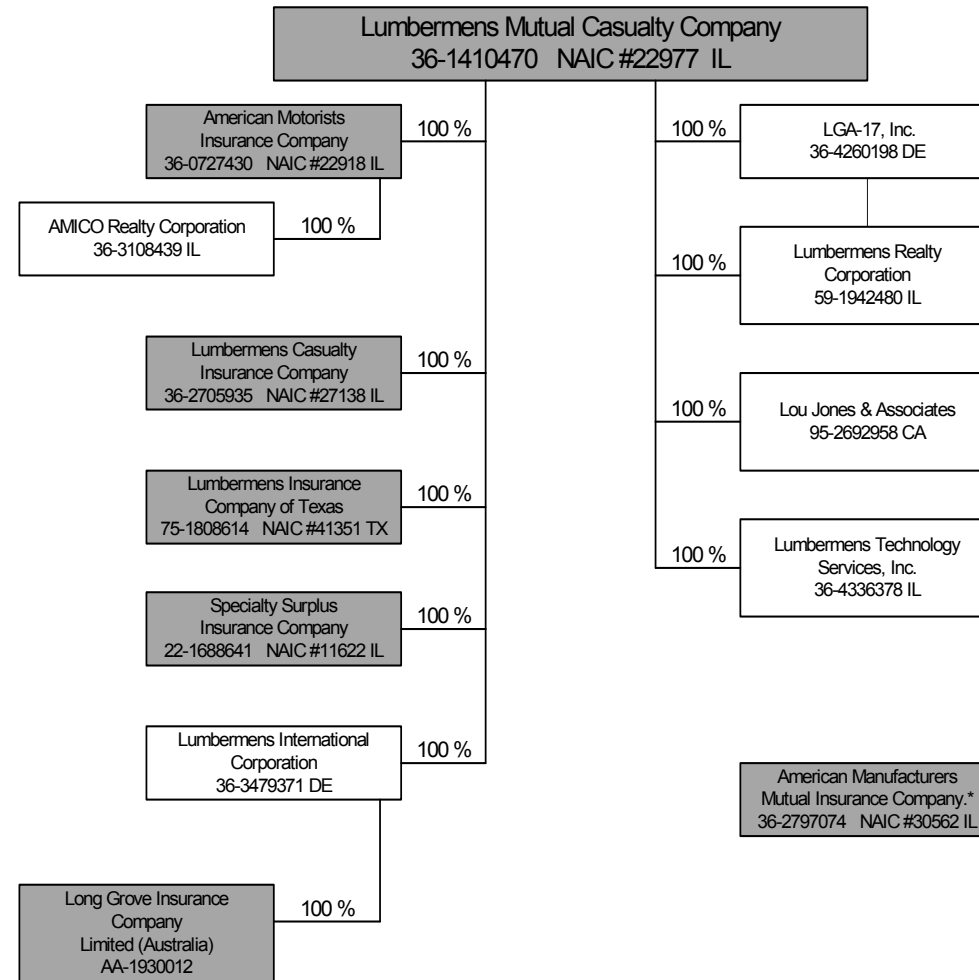 Lumbermens Mutual Casualty Company
36-1410470 NAIC #22977 IL
American Motorists
Insurance Company
36-0727430 NAIC #22918 IL
100 %
AMICO Realty Corporation
36-3108439 IL
100 %
Lumbermens Casualty
Insurance Company
36-2705935 NAIC #27138 IL
100 %
Lumbermens Insurance
Company of Texas
75-1808614 NAIC #41351 TX
100 %
Specialty Surplus
Insurance Company
22-1688641 NAIC #11622 IL
100 %
Lumbermens International
Corporation
36-3479371 DE
100 %
Long Grove Insurance
Company
Limited (Australia)
AA-1930012
100 %
100 %
LGA-17, Inc.
36-4260198 DE
100 %
Lumbermens Realty
Corporation
59-1942480 IL
100 %
Lou Jones & Associates
95-2692958 CA
100 %
Lumbermens Technology
Services, Inc.
36-4336378 IL
American Manufacturers
Mutual Insurance Company.*
36-2797074 NAIC #30562 IL